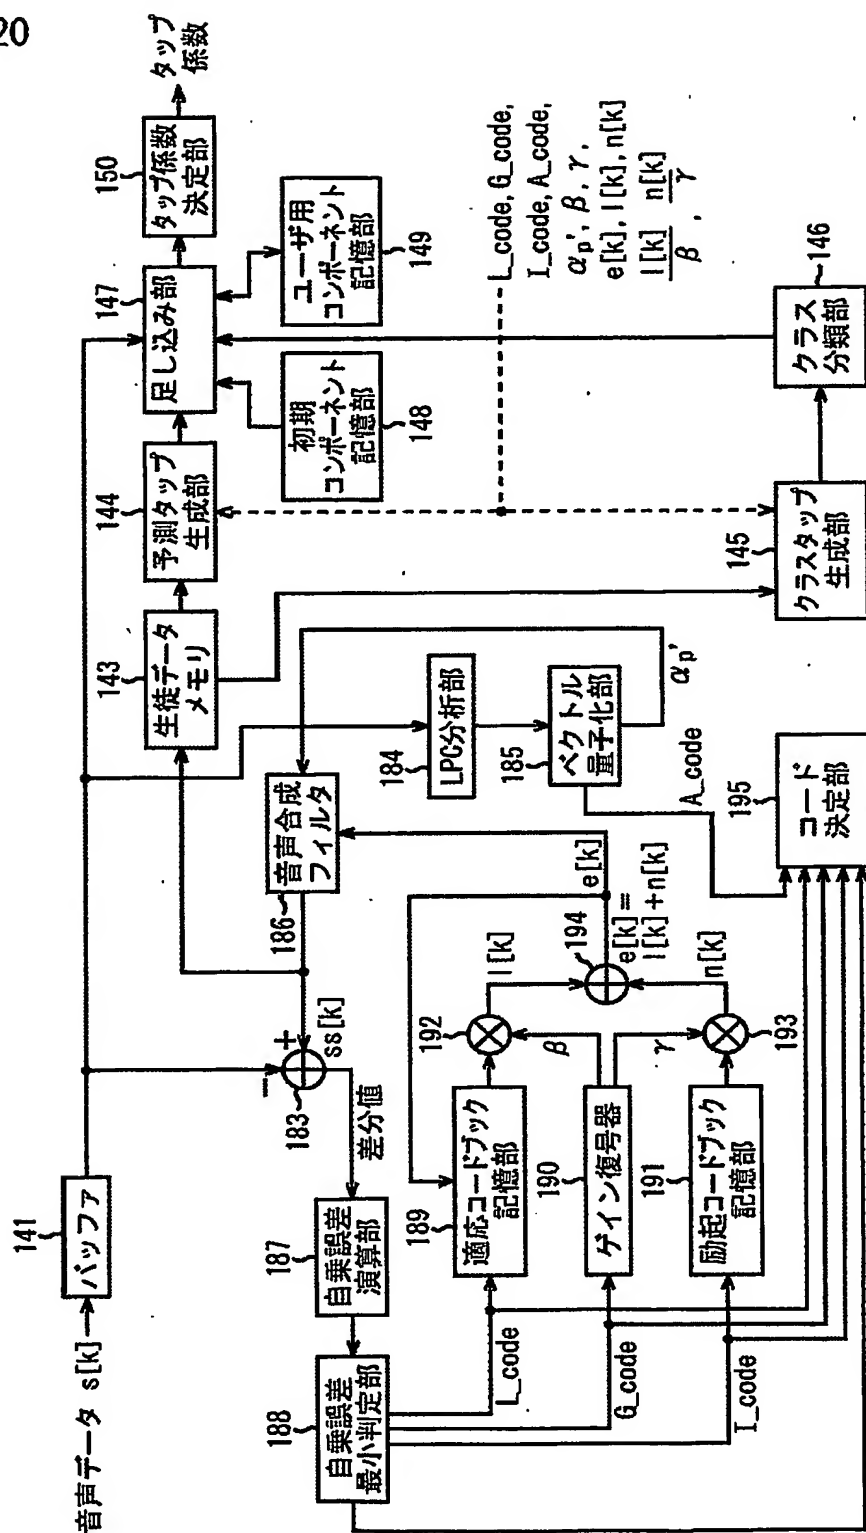 20
音声データ s[k]
141
バッファ
143
生徒データ
メモリ
144
予測タップ
生成部
147
足し込み部
150
タップ係数
決定部
タップ
係数
初期
コンポーネント
記憶部
148
ユーザ用
コンポーネント
記憶部
149
L_code, G_code,
I_code, A_code,
αp', β, γ,
e[k], l[k], n[k]
l[k]/β , n[k]/γ
145
クラスタップ
生成部
146
クラス
分類部
184
LPC分析部
185
ベクトル
量子化部
αp'
A_code
195
コード
決定部
186
音声合成
フィルタ
e[k]
+
−
183
ss[k]
差分値
187
自乗誤差
演算部
188
自乗誤差
最小判定部
189
適応コードブック
記憶部
190
ゲイン復号器
191
励起コードブック
記憶部
192
l[k]
β
γ
193
n[k]
194
e[k]=
l[k]+n[k]
L_code
G_code
I_code